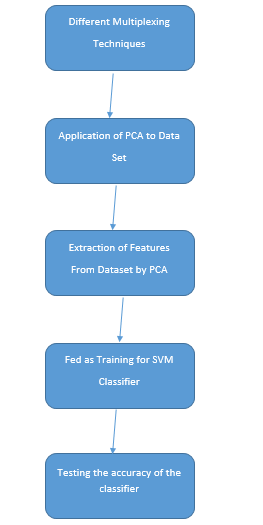 Different Multiplexing
Techniques
Application of PCA to Data
Set
Extraction of Features
From Dataset by PCA
Fed as Training for SVM
Classifier
Testing the accuracy of the
classifier